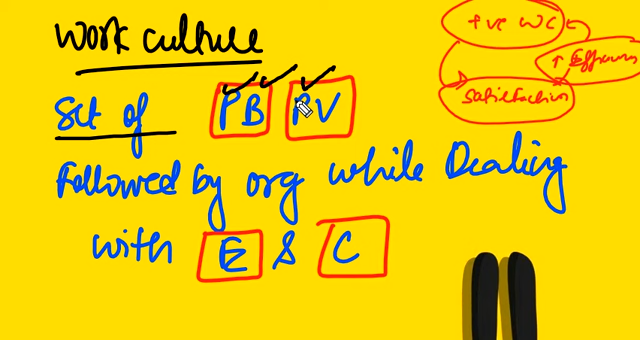 Work culture
+ve WC
↑ Efficiency
Satisfaction
Set of PB PV
Followed by org while Dealing
with E & C